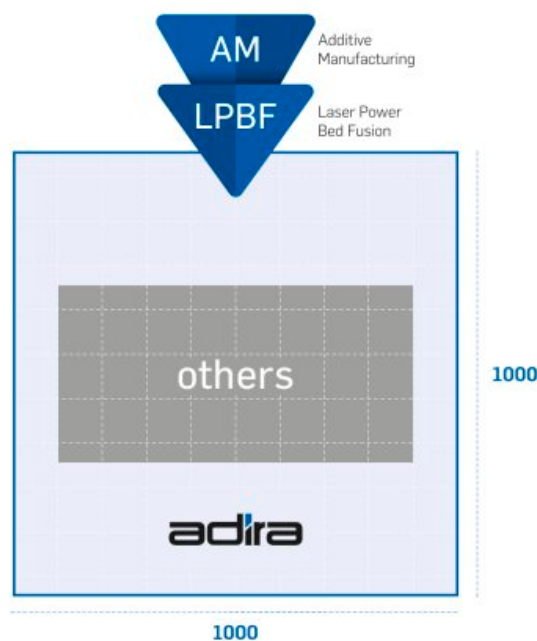 AM
Additive
Manufacturing
LPBF
Laser Power
Bed Fusion
others
1000
adira
1000